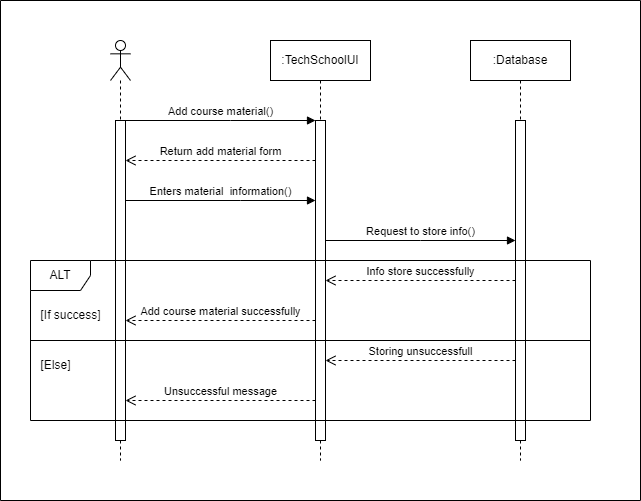 :TechSchoolUI
:Database
Add course material()
Return add material form
Enters material information()
Request to store info()
ALT
Info store successfully
[If success]
Add course material successfully
Storing unsuccessfull
[Else]
Unsuccessful message